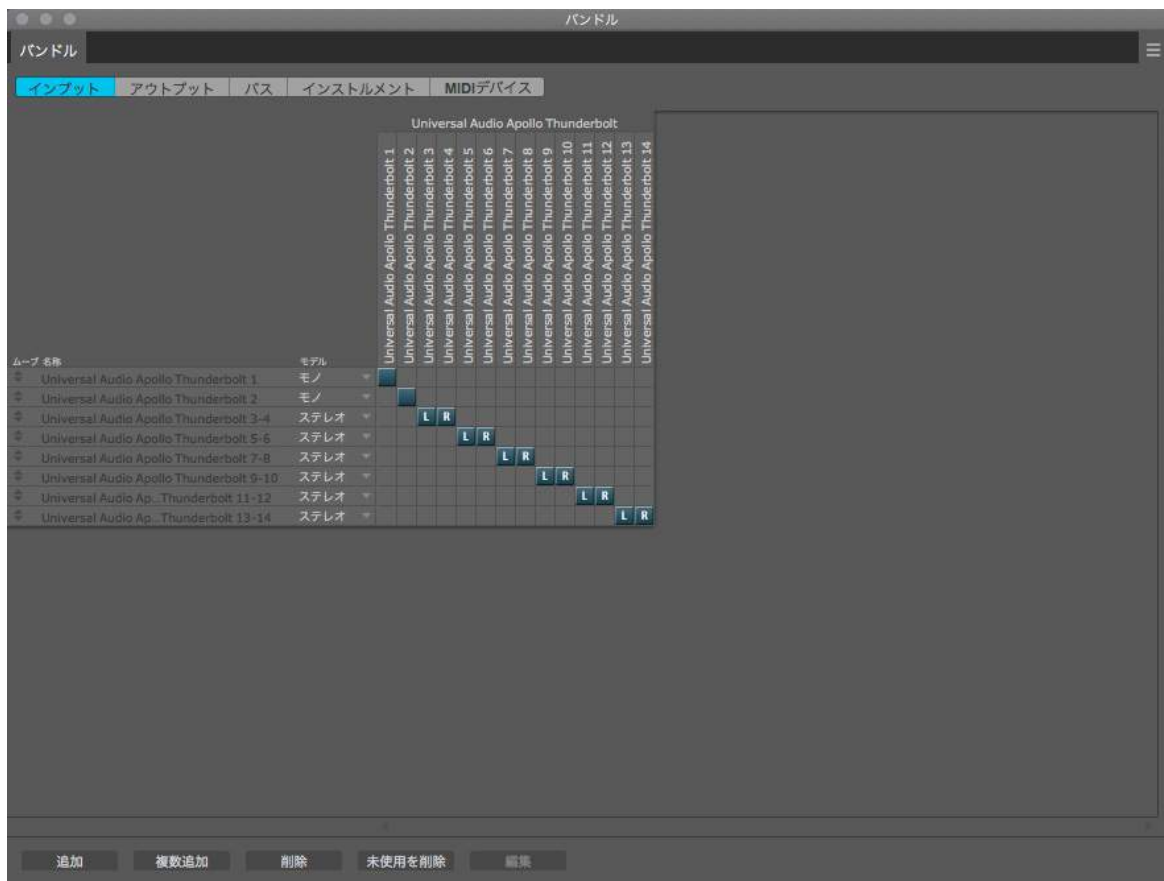 バンドル
バンドル
インプット アウトプット バス インストルメント MIDIデバイス
Universal Audio Apollo Thunderbolt
Universal Audio Apollo Thunderbolt 1
Universal Audio Apollo Thunderbolt 2
Universal Audio Apollo Thunderbolt 3
Universal Audio Apollo Thunderbolt 4
Universal Audio Apollo Thunderbolt 5
Universal Audio Apollo Thunderbolt 6
Universal Audio Apollo Thunderbolt 7
Universal Audio Apollo Thunderbolt 8
Universal Audio Apollo Thunderbolt 9
Universal Audio Apollo Thunderbolt 10
Universal Audio Apollo Thunderbolt 11
Universal Audio Apollo Thunderbolt 12
Universal Audio Apollo Thunderbolt 13
Universal Audio Apollo Thunderbolt 14
ムーブ 名称 モデル
Universal Audio Apollo Thunderbolt 1 モノ
Universal Audio Apollo Thunderbolt 2 モノ
Universal Audio Apollo Thunderbolt 3-4 ステレオ L R
Universal Audio Apollo Thunderbolt 5-6 ステレオ L R
Universal Audio Apollo Thunderbolt 7-8 ステレオ L R
Universal Audio Apollo Thunderbolt 9-10 ステレオ L R
Universal Audio Ap...Thunderbolt 11-12 ステレオ L R
Universal Audio Ap...Thunderbolt 13-14 ステレオ L R
追加 複数追加 削除 未使用を削除 編集